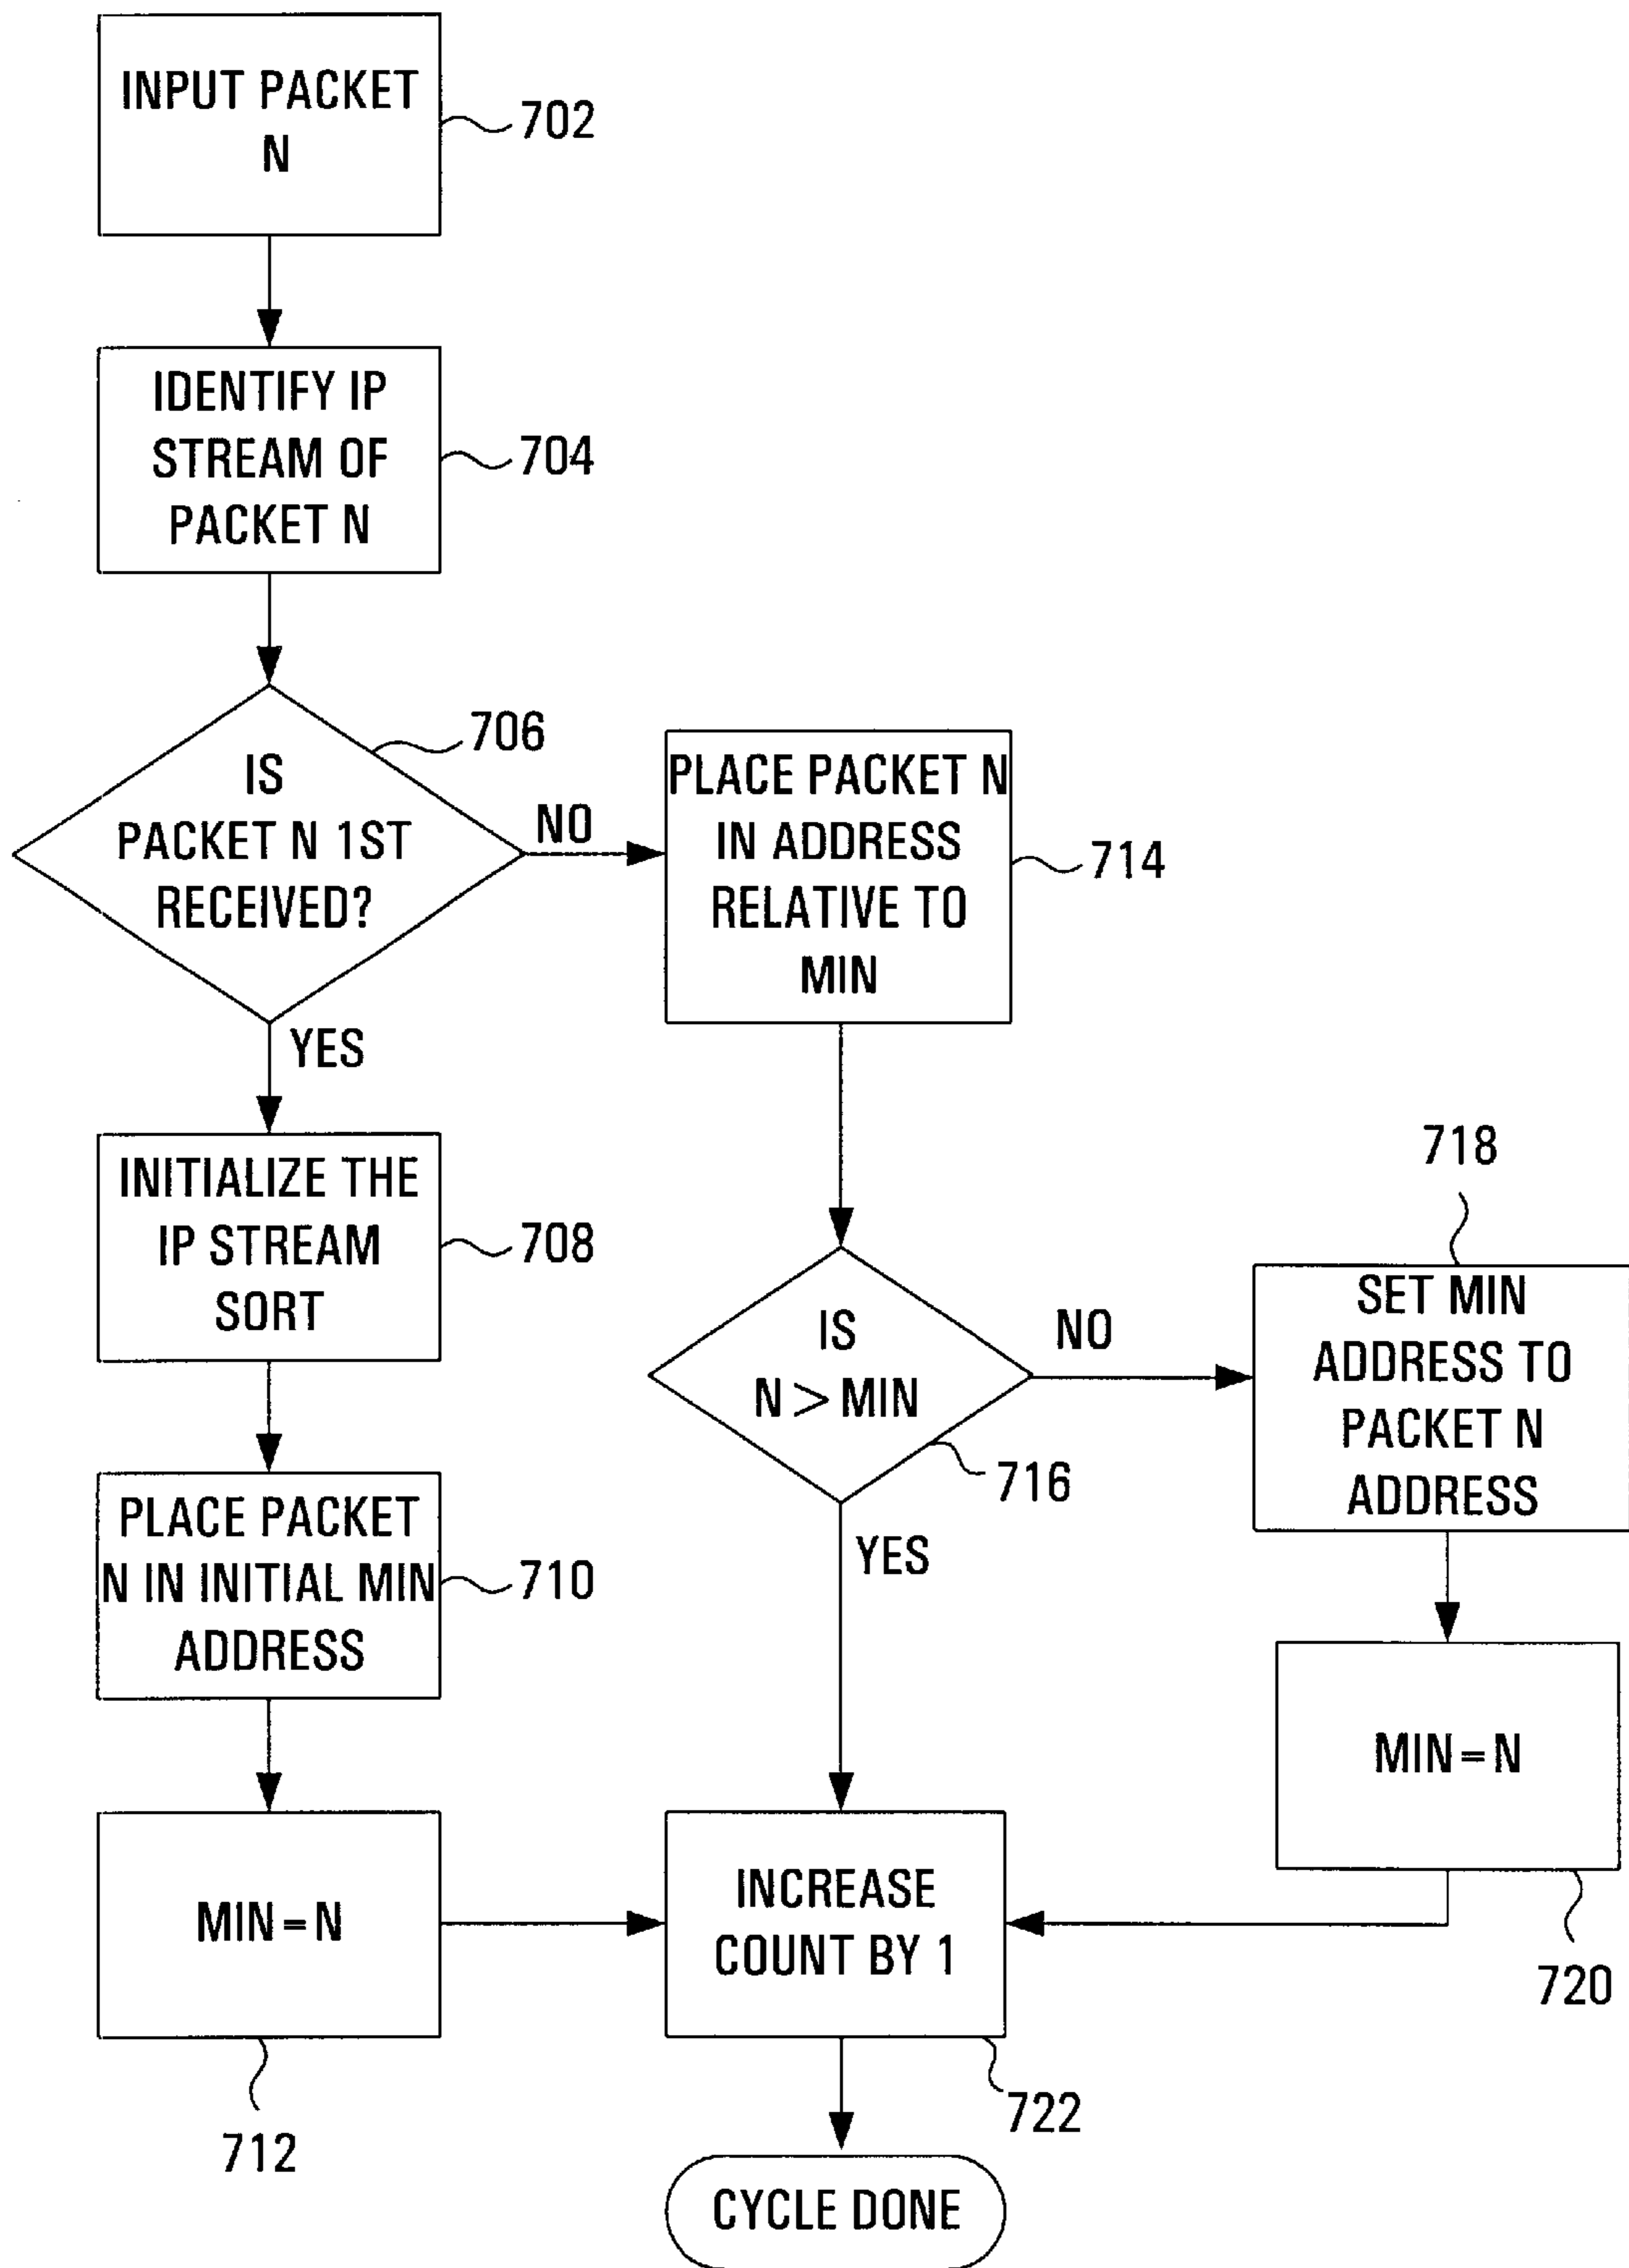 INPUT PACKET
N
702
IDENTIFY IP
STREAM OF
PACKET N
704
IS
PACKET N 1ST
RECEIVED?
706
NO
YES
PLACE PACKET N
IN ADDRESS
RELATIVE TO
MIN
714
INITIALIZE THE
IP STREAM
SORT
708
IS
N > MIN
716
NO
YES
718
SET MIN
ADDRESS TO
PACKET N
ADDRESS
PLACE PACKET
N IN INITIAL MIN
ADDRESS
710
MIN = N
720
MIN = N
712
INCREASE
COUNT BY 1
722
CYCLE DONE